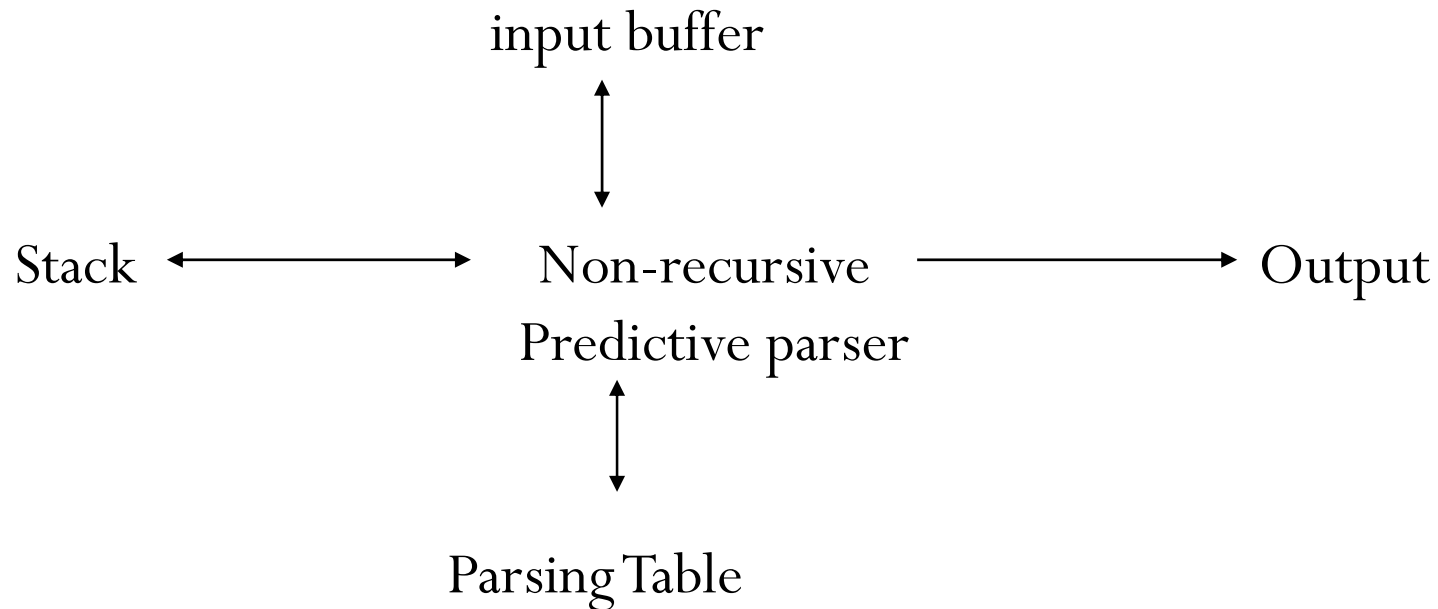 input buffer
Stack
Non-recursive
Output
Predictive parser
Parsing Table